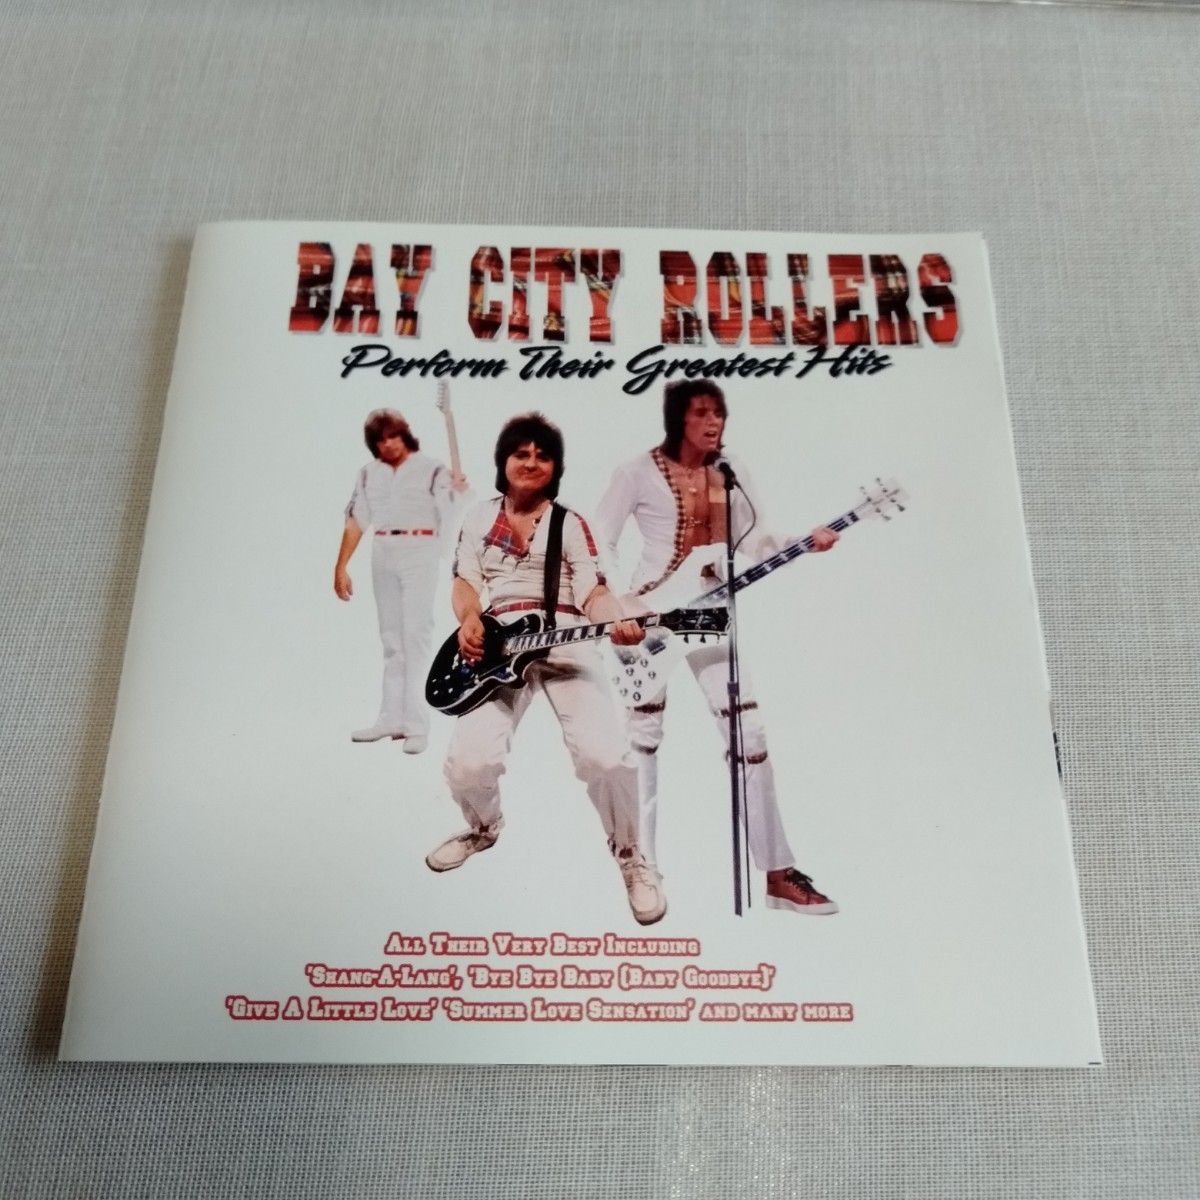 BAY CITY ROLLERS
Perform Their Greatest Hits
ALL THEIR VERY BEST INCLUDING
'SHANG-A-LANG', 'BYE BYE BABY (BABY GOODBYE)'
'GIVE A LITTLE LOVE' 'SUMMER LOVE SENSATION' AND MANY MORE